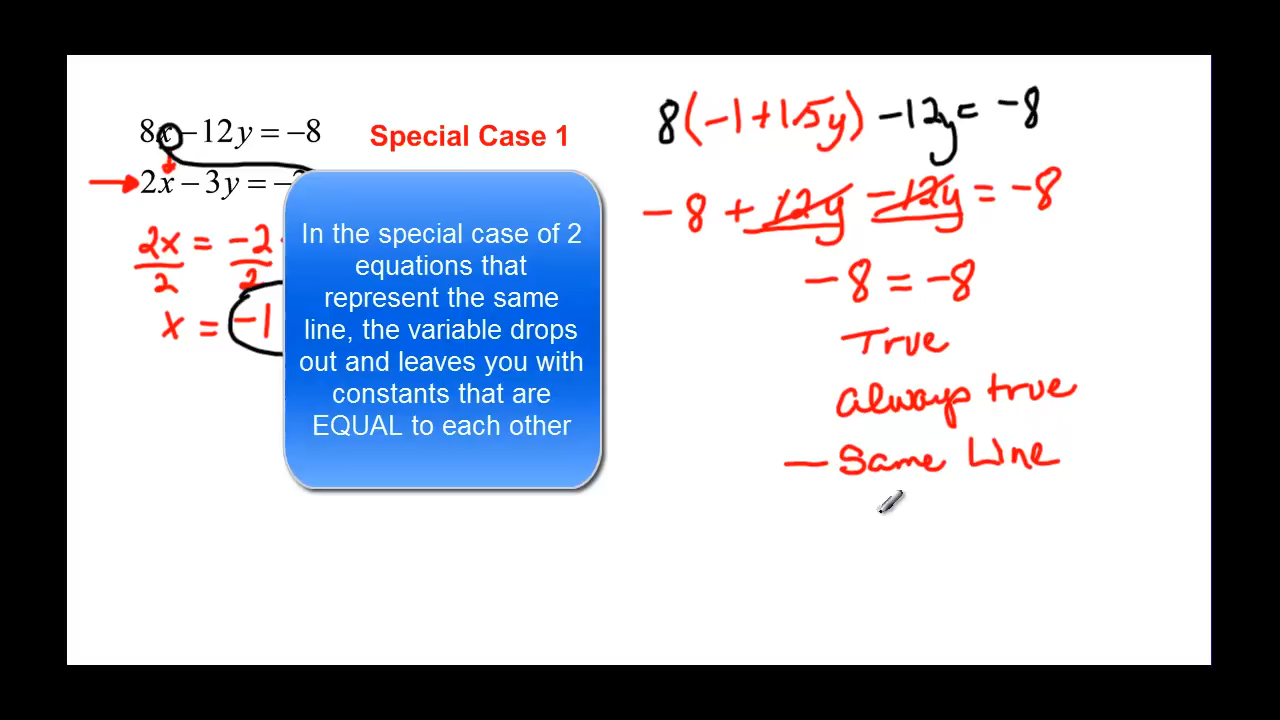 8x − 12y = −8
Special Case 1
2x − 3y = −2
2x = −2
2 2
x = −1
In the special case of 2
equations that
represent the same
line, the variable drops
out and leaves you with
constants that are
EQUAL to each other
8(−1+1.5y) −12y = −8
−8 + 12y −12y = −8
−8 = −8
True
always true
— Same Line